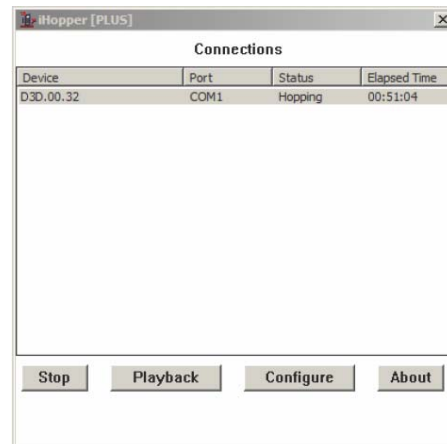 iHopper [PLUS]
Connections
Device Port Status Elapsed Time
D3D.00.32 COM1 Hopping 00:51:04
Stop Playback Configure About